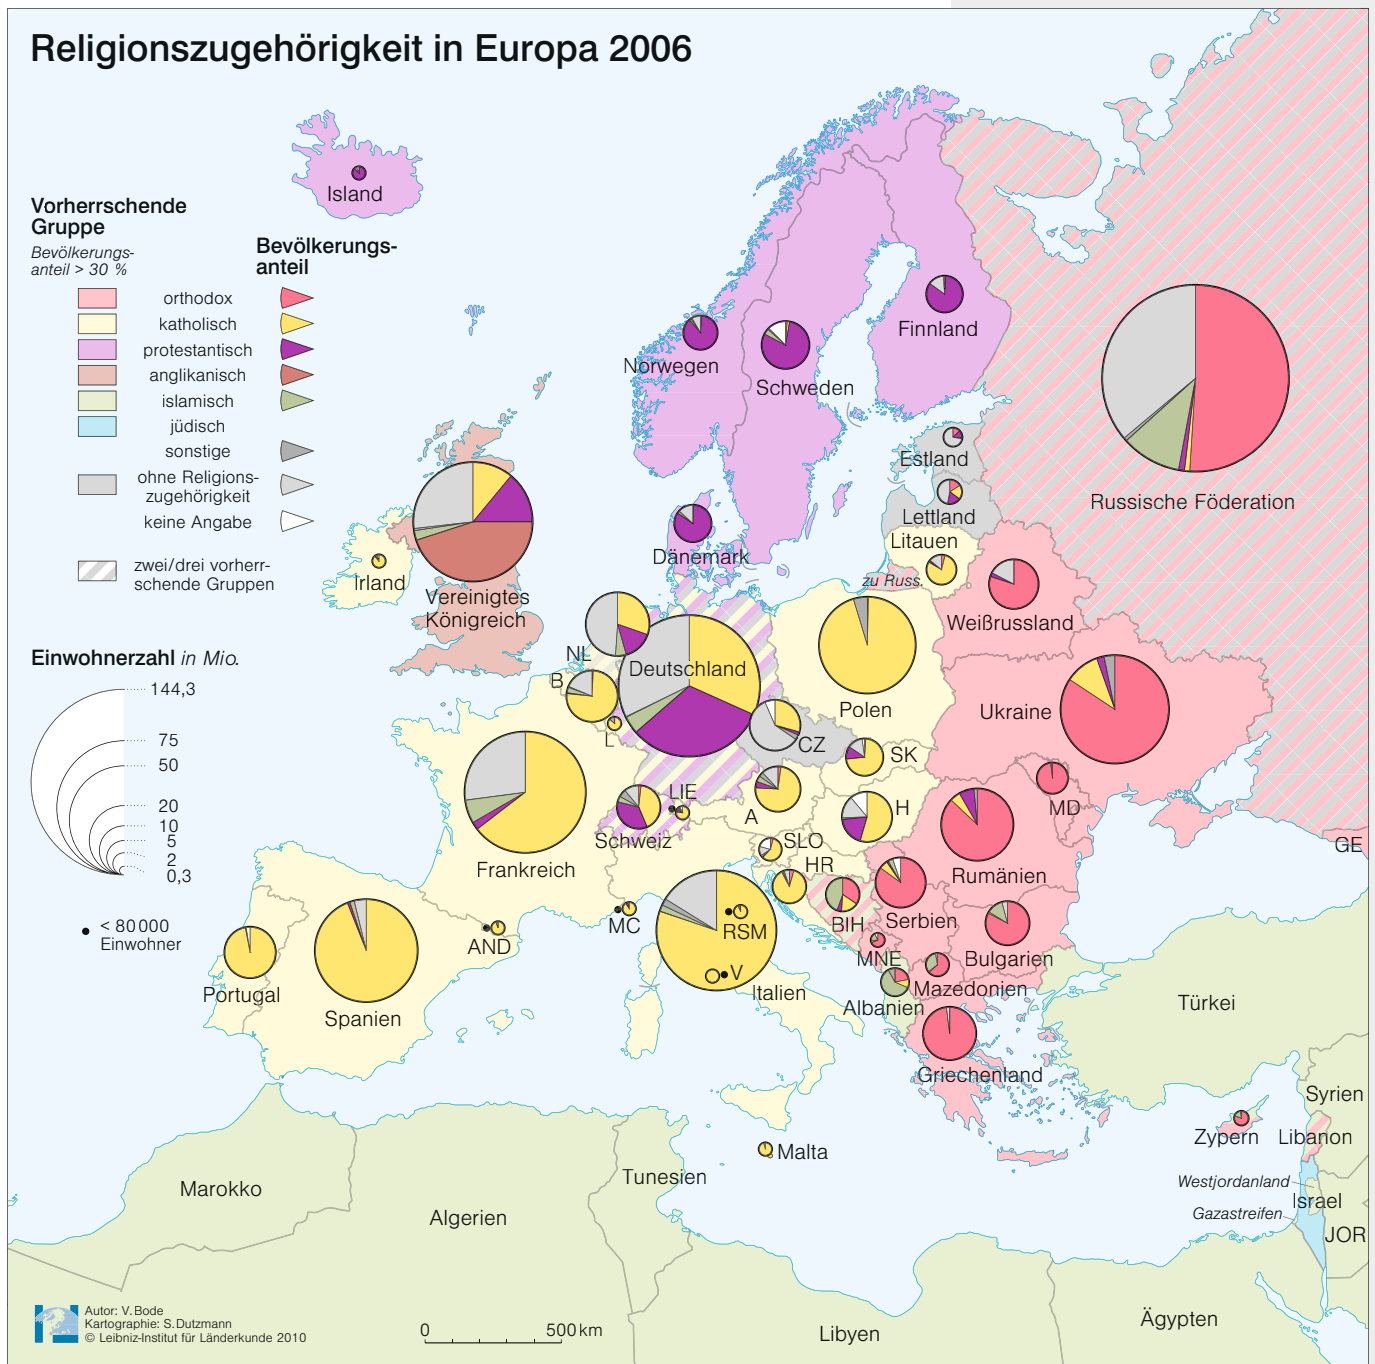 Religionszugehörigkeit in Europa 2006
Island
Vorherrschende
Gruppe
Bevölkerungs-
anteil > 30 %
Bevölkerungs-
anteil
orthodox
katholisch
protestantisch
anglikanisch
islamisch
jüdisch
sonstige
ohne Religions-
zugehörigkeit
keine Angabe
zwei/drei vorherr-
schende Gruppen
Einwohnerzahl in Mio.
144,3
75
50
20
10
5
2
0,3
< 80 000
Einwohner
Finnland
Norwegen
Schweden
Estland
Lettland
Litauen
zu Russ.
Russische Föderation
Dänemark
Irland
Vereinigtes
Königreich
Weißrussland
NL
B
L
Deutschland
Polen
Ukraine
CZ
SK
LIE
A
H
MD
Schweiz
Frankreich
SLO
HR
Rumänien
GE
BIH
Serbien
MC
RSM
V
Italien
AND
MNE
Bulgarien
Mazedonien
Albanien
Portugal
Spanien
Griechenland
Türkei
Syrien
Zypern
Libanon
Malta
Westjordanland
Israel
Gazastreifen
JOR
Marokko
Algerien
Tunesien
Libyen
Ägypten
Autor: V. Bode
Kartographie: S. Dutzmann
© Leibniz-Institut für Länderkunde 2010
0
500 km